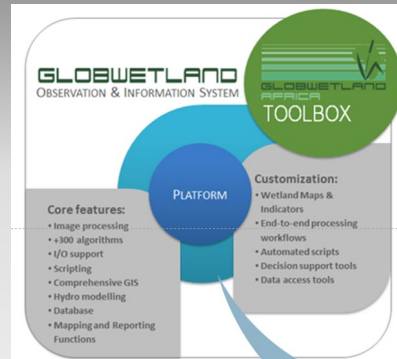 GLOBWETLAND
OBSERVATION & INFORMATION SYSTEM
GLOBWETLAND
AFRICA
TOOLBOX
PLATFORM
Core features:
• Image processing
• +300 algorithms
• I/O support
• Scripting
• Comprehensive GIS
• Hydro modelling
• Database
• Mapping and Reporting
Functions
Customization:
• Wetland Maps &
Indicators
• End-to-end processing
workflows
• Automated scripts
• Decision support tools
• Data access tools